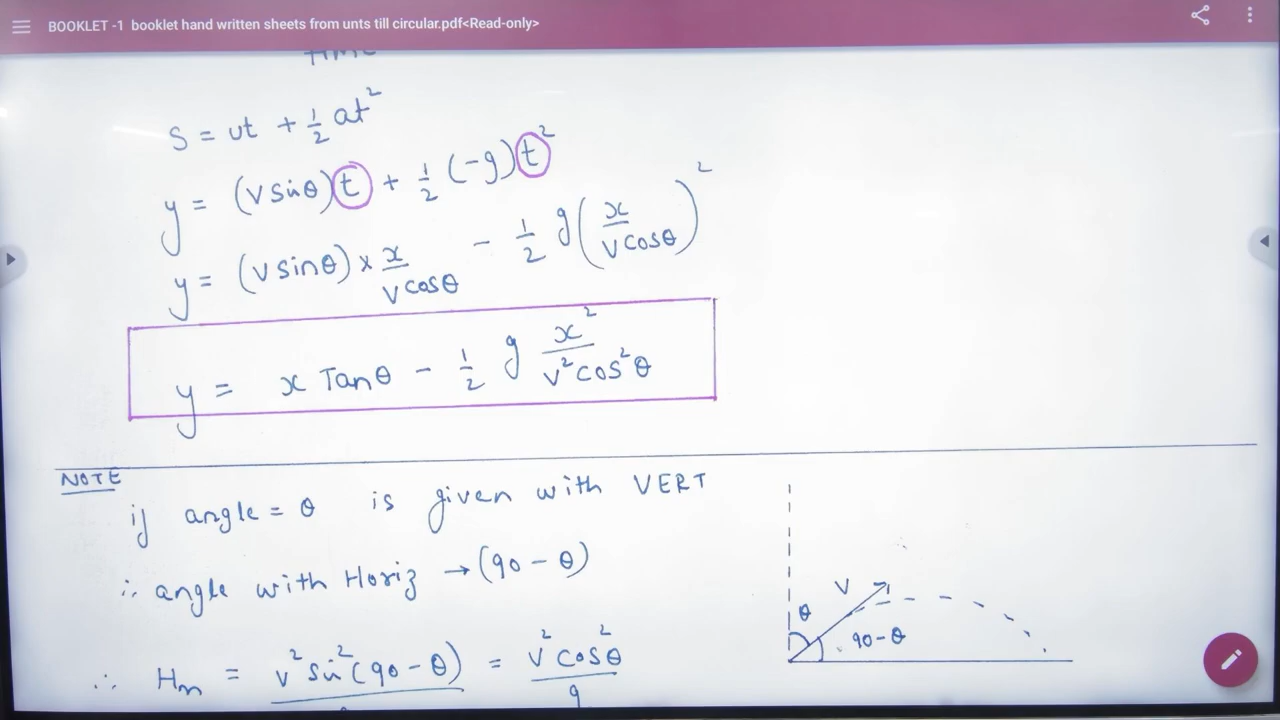 BOOKLET -1 booklet hand written sheets from unts till circular.pdf<Read-only>
TIME
S = ut + 1/2 at²
y = (V sinθ) t + 1/2 (-g) t²
y = (V sinθ) × x/(V cosθ) - 1/2 g (x/(V cosθ))²
y = x Tanθ - 1/2 g x²/(V² cos²θ)
NOTE
if angle = θ is given with VERT
∴ angle with Horiz → (90 - θ)
V
θ
90-θ
∴ Hm = V² sin²(90 - θ) = V² cos²θ